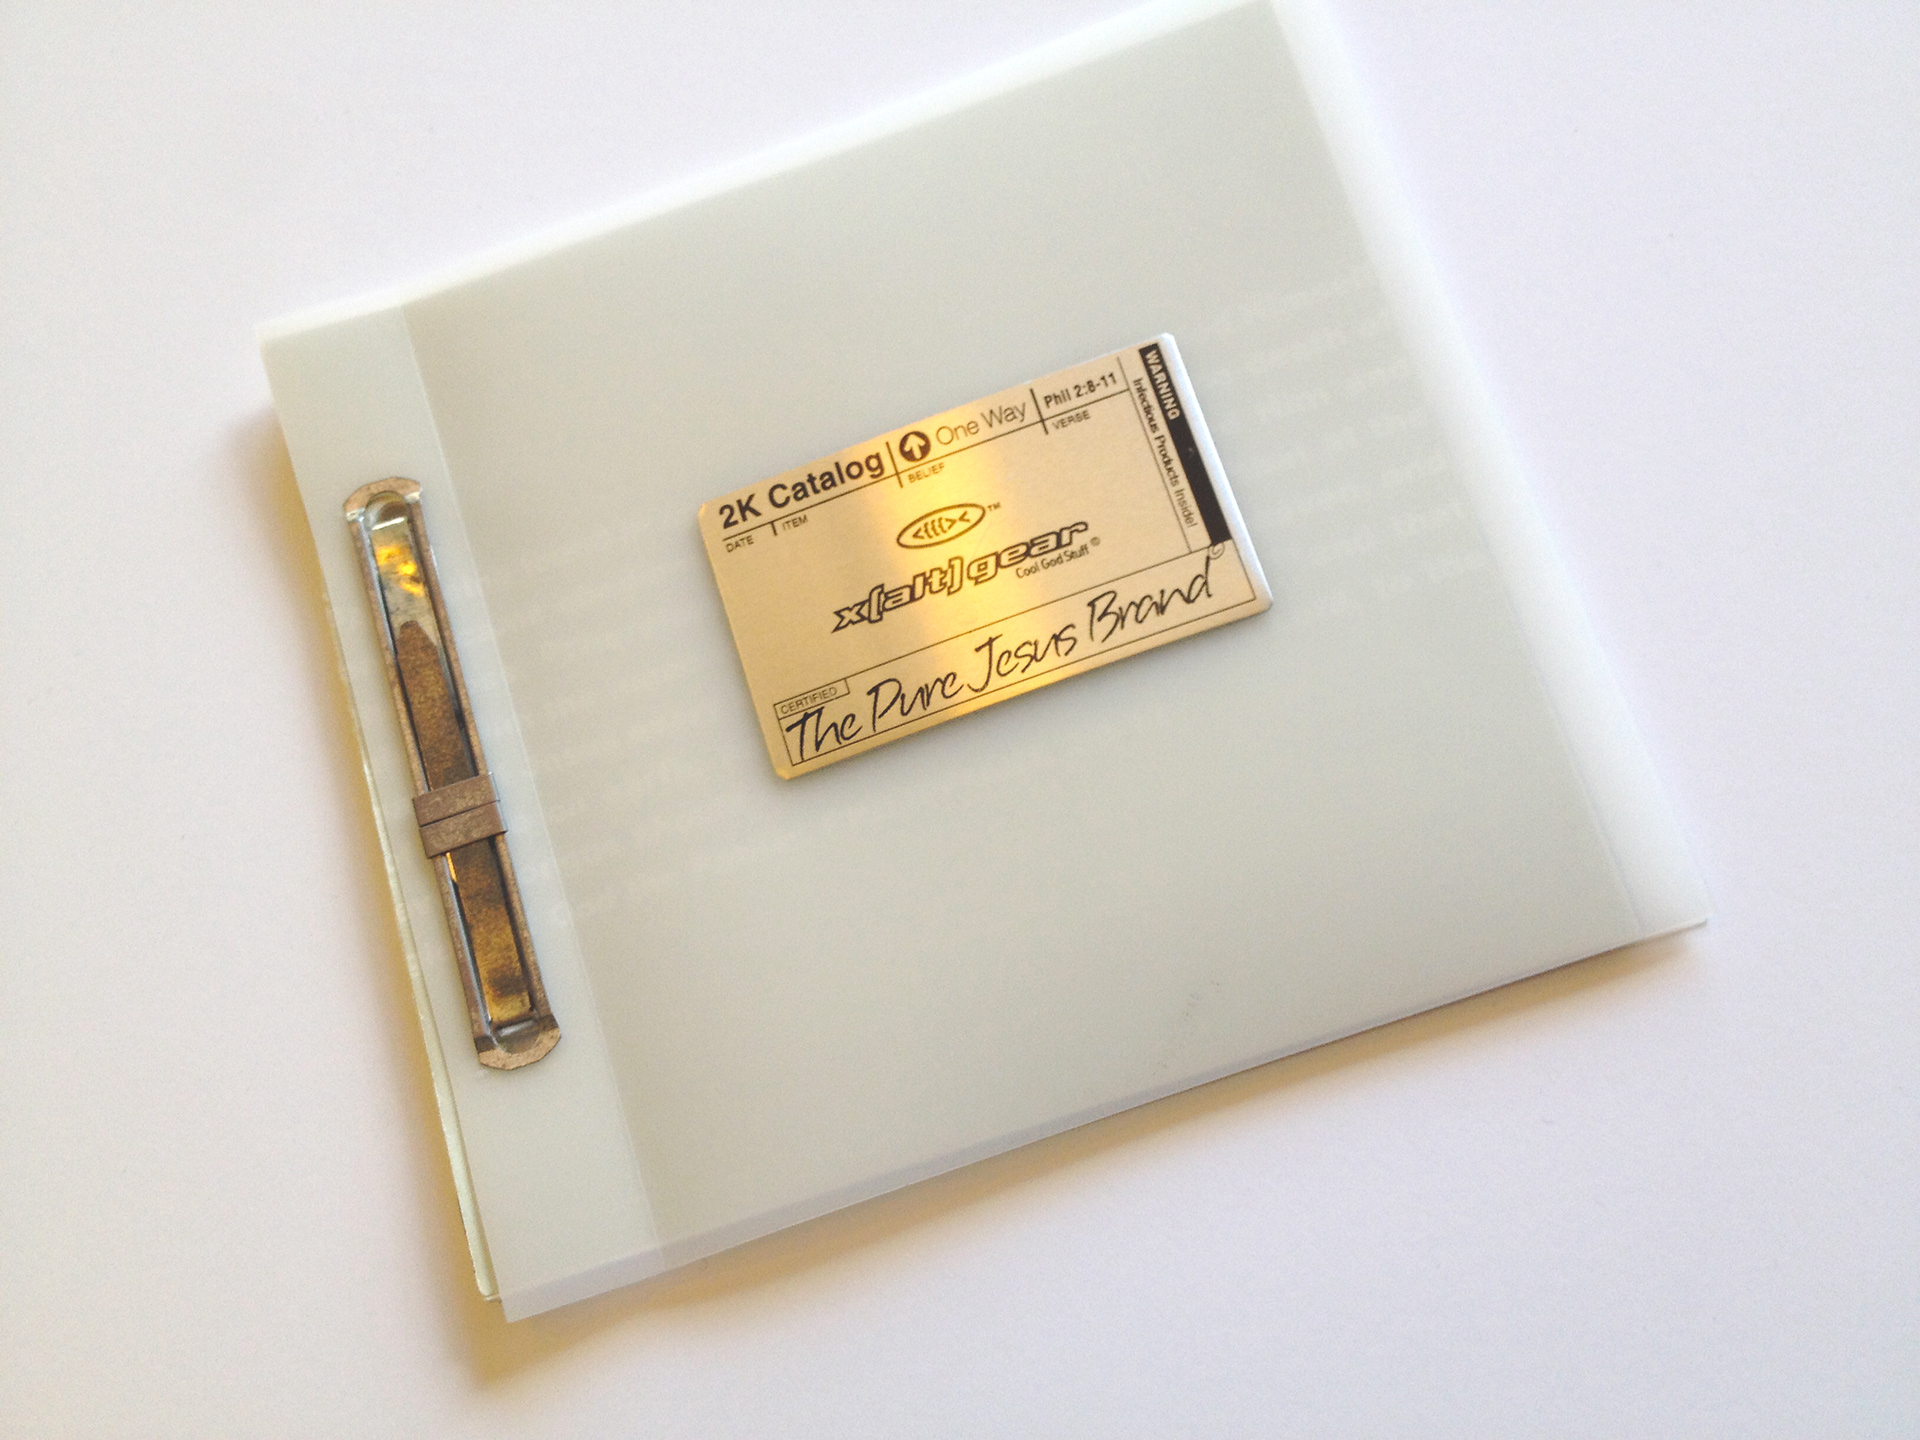 2K Catalog One Way Phil 2:8-11
DATE ITEM BELIEF VERSE
WARNING
Infectious Products Inside!
<{{{><™
x[alt]gear
Cool God Stuff®
©
CERTIFIED
The Pure Jesus Brand